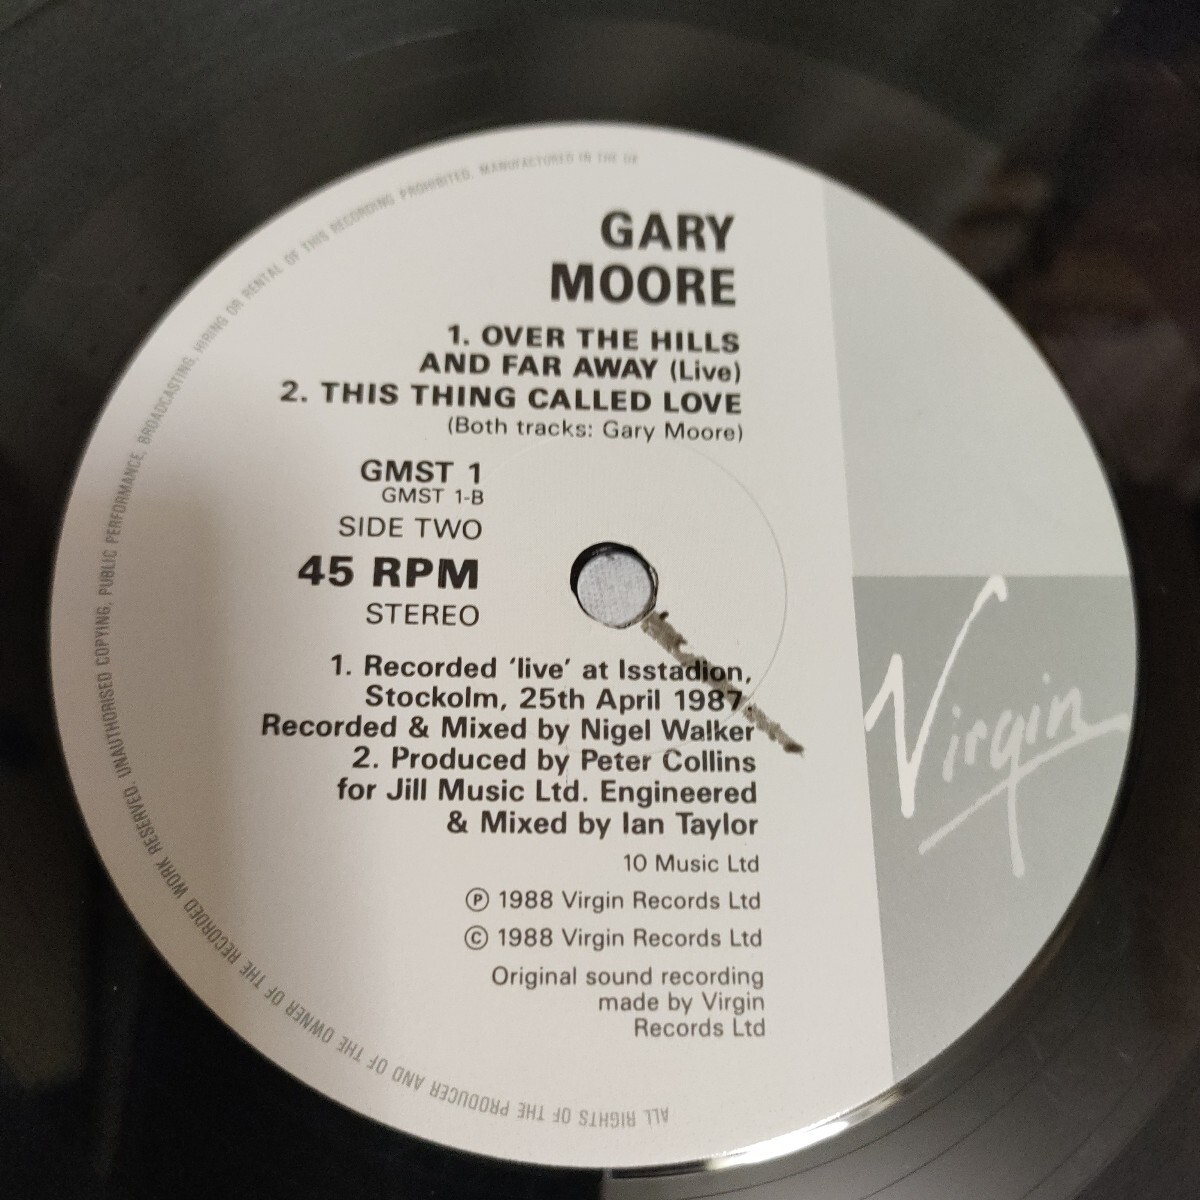 GARY
MOORE
1. OVER THE HILLS
AND FAR AWAY (Live)
2. THIS THING CALLED LOVE
(Both tracks: Gary Moore)
GMST 1
GMST 1-B
SIDE TWO
45 RPM
STEREO
1. Recorded 'live' at Isstadion,
Stockolm, 25th April 1987.
Recorded & Mixed by Nigel Walker
2. Produced by Peter Collins
for Jill Music Ltd. Engineered
& Mixed by Ian Taylor
10 Music Ltd
Ⓟ 1988 Virgin Records Ltd
© 1988 Virgin Records Ltd
Original sound recording
made by Virgin
Records Ltd
Virgin
ALL RIGHTS OF THE PRODUCER AND OF THE OWNER OF THE RECORDED WORK RESERVED. UNAUTHORISED COPYING, PUBLIC PERFORMANCE, BROADCASTING, HIRING OR RENTAL OF THIS RECORDING PROHIBITED. MANUFACTURED IN THE UK